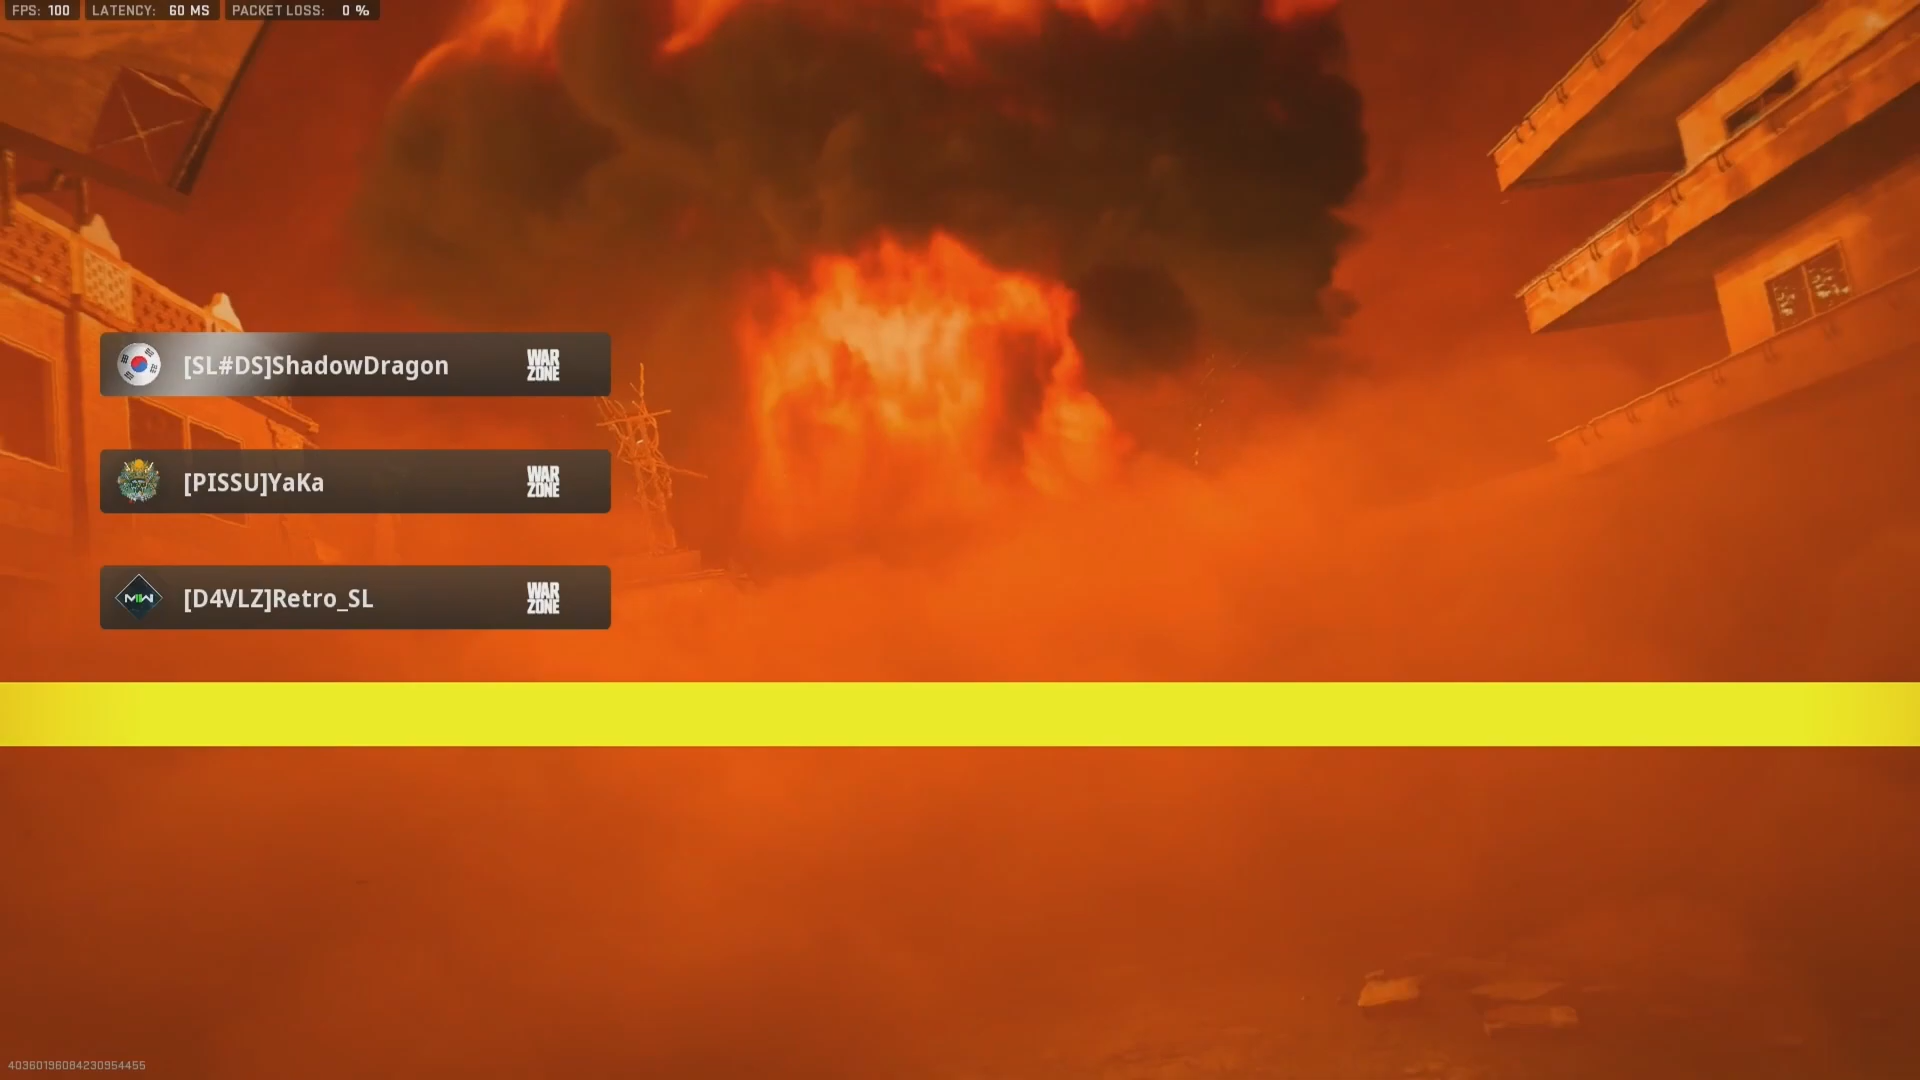 FPS: 100 LATENCY: 60 MS PACKET LOSS: 0 %
[SL#DS]ShadowDragon WAR ZONE
[PISSU]YaKa WAR ZONE
MW [D4VLZ]Retro_SL WAR ZONE
40360196084230954455